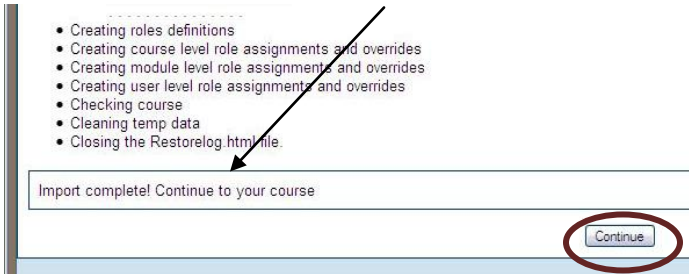 Creating roles definitions
Creating course level role assignments and overrides
Creating module level role assignments and overrides
Creating user level role assignments and overrides
Checking course
Cleaning temp data
Closing the Restorelog.html file.
Import complete! Continue to your course
Continue